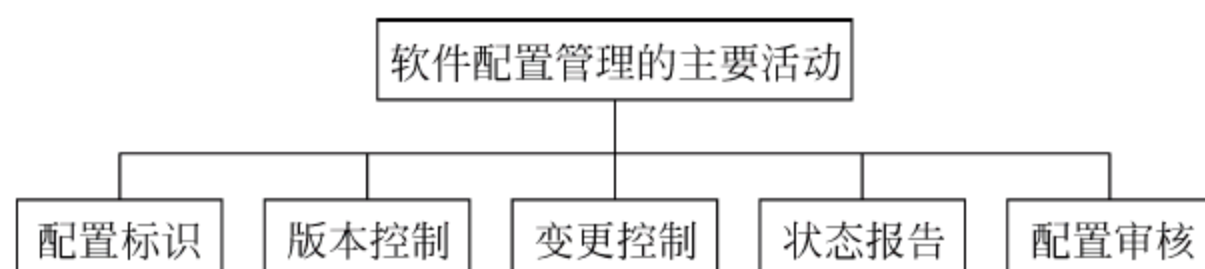 软件配置管理的主要活动
配置标识
版本控制
变更控制
状态报告
配置审核